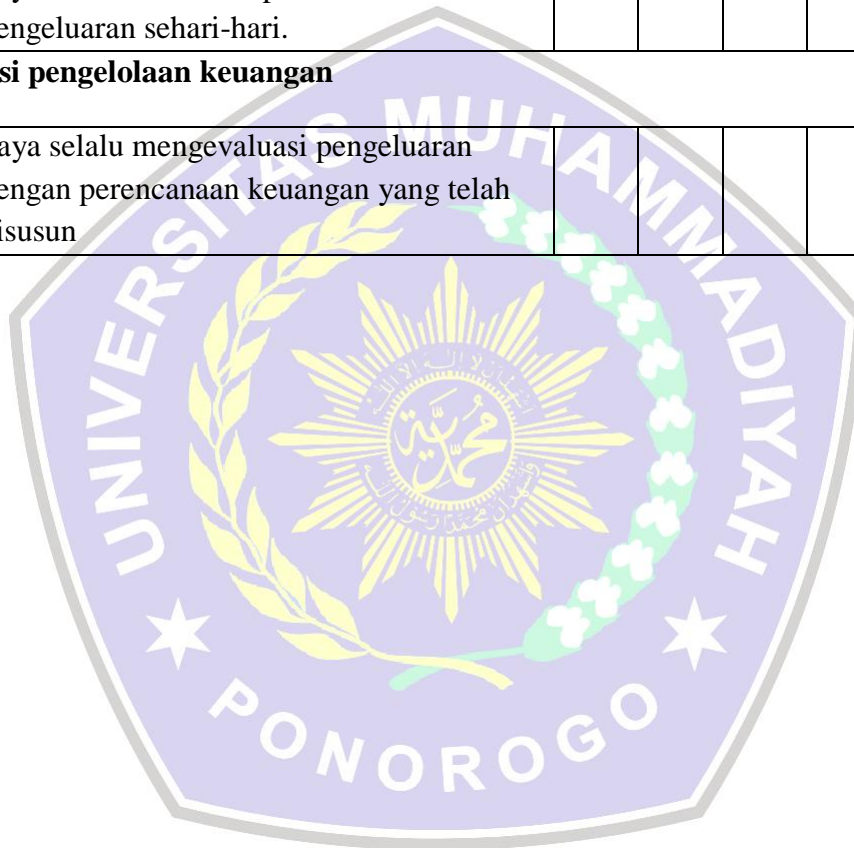 engeluaran sehari-hari.
si pengelolaan keuangan
aya selalu mengevaluasi pengeluaran
engan perencanaan keuangan yang telah
isusun
UNIVERSITAS MUHAMMADIYAH
PONOROGO
محمدية